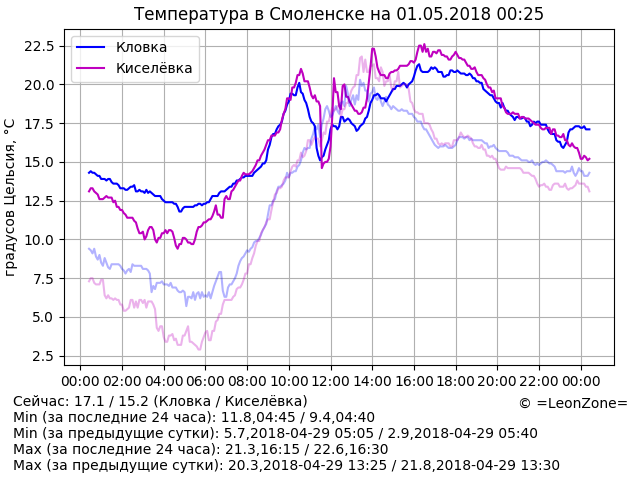 Температура в Смоленске на 01.05.2018 00:25
Кловка
Киселёвка
градусов Цельсия, °C
22.5
20.0
17.5
15.0
12.5
10.0
7.5
5.0
2.5
00:00 02:00 04:00 06:00 08:00 10:00 12:00 14:00 16:00 18:00 20:00 22:00 00:00
Сейчас: 17.1 / 15.2 (Кловка / Киселёвка)
© =LeonZone=
Min (за последние 24 часа): 11.8,04:45 / 9.4,04:40
Min (за предыдущие сутки): 5.7,2018-04-29 05:05 / 2.9,2018-04-29 05:40
Max (за последние 24 часа): 21.3,16:15 / 22.6,16:30
Max (за предыдущие сутки): 20.3,2018-04-29 13:25 / 21.8,2018-04-29 13:30